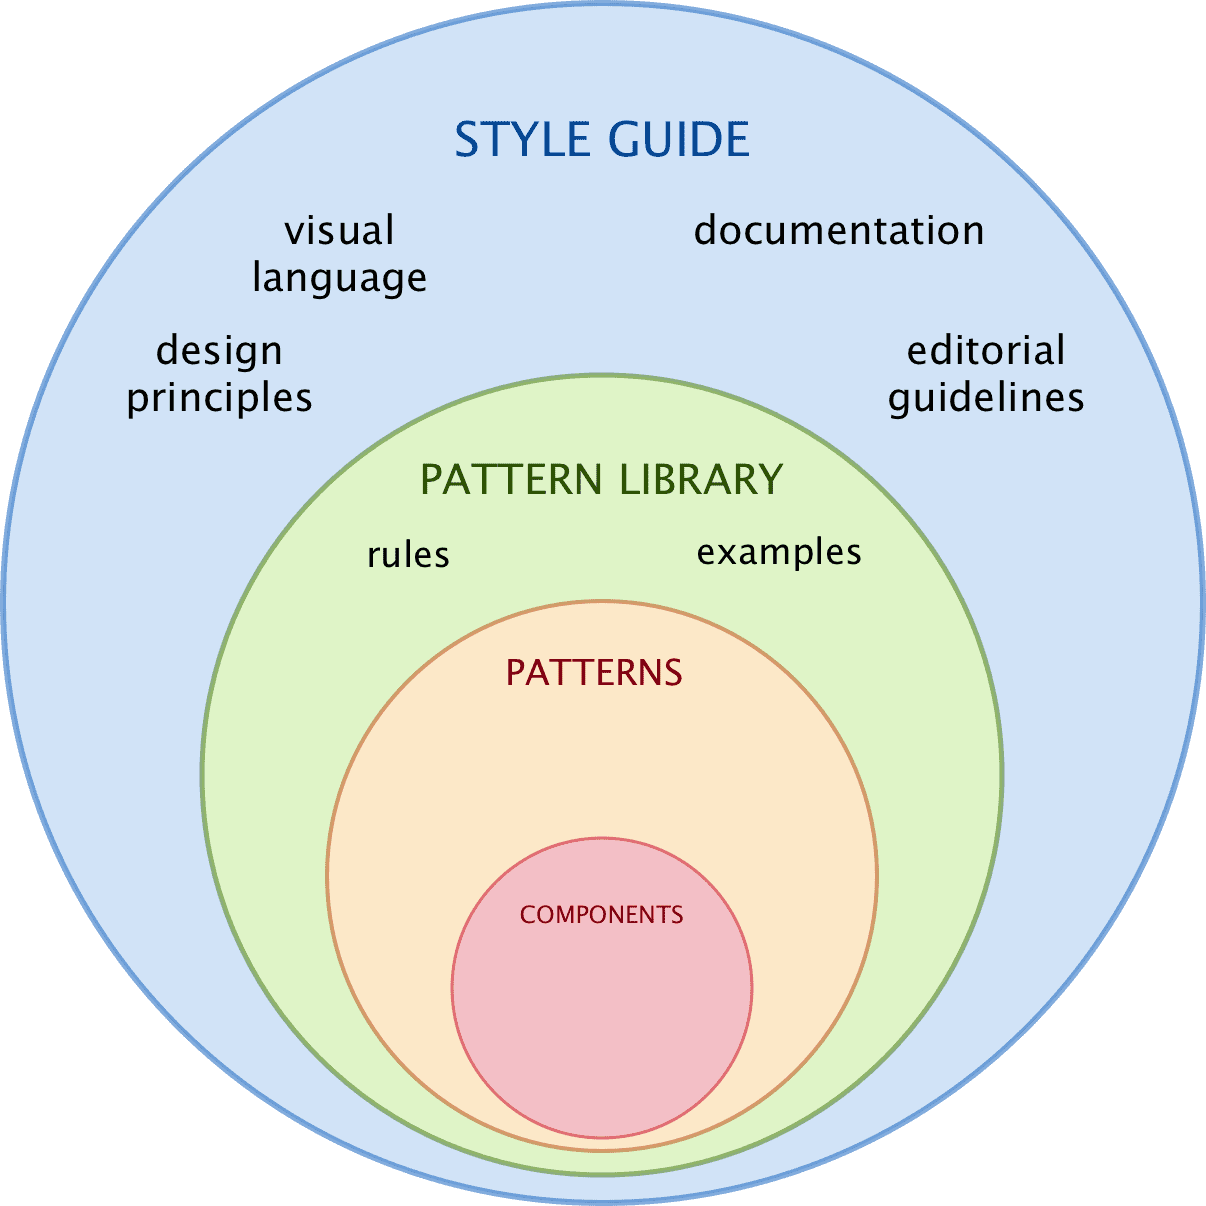 STYLE GUIDE
visual
language
documentation
design
principles
editorial
guidelines
PATTERN LIBRARY
rules
examples
PATTERNS
COMPONENTS